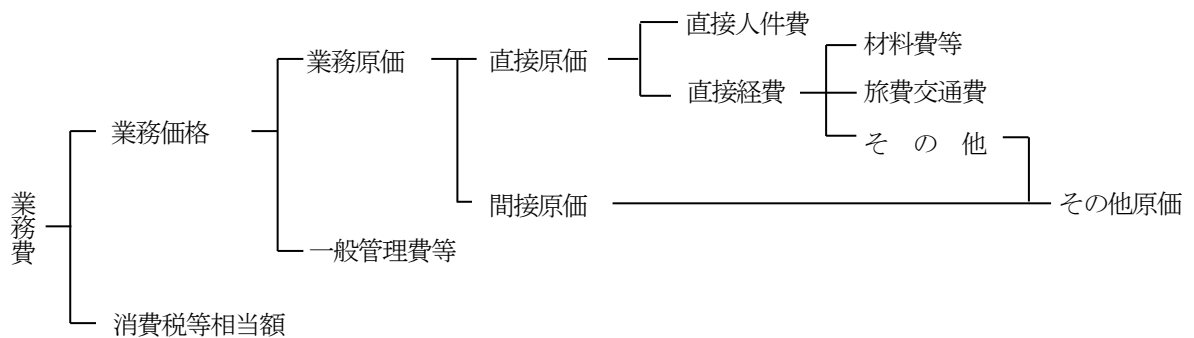 業務費
業務価格
業務原価
直接原価
直接人件費
直接経費
材料費等
旅費交通費
そ の 他
間接原価
その他原価
一般管理費等
消費税等相当額